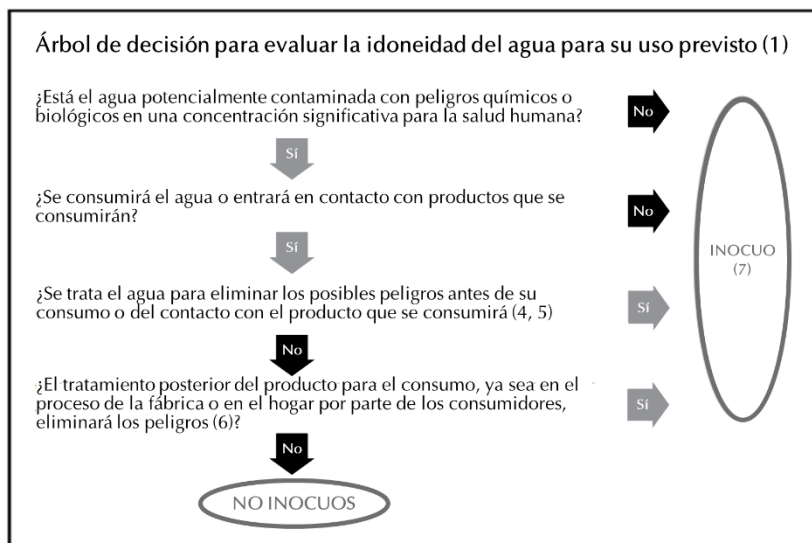 Árbol de decisión para evaluar la idoneidad del agua para su uso previsto (1)
¿Está el agua potencialmente contaminada con peligros químicos o
biológicos en una concentración significativa para la salud humana?
No
Sí
¿Se consumirá el agua o entrará en contacto con productos que se
consumirán?
No
Sí
INOCUO
(7)
¿Se trata el agua para eliminar los posibles peligros antes de su
consumo o del contacto con el producto que se consumirá (4, 5)
Sí
No
¿El tratamiento posterior del producto para el consumo, ya sea en el
proceso de la fábrica o en el hogar por parte de los consumidores,
eliminará los peligros (6)?
Sí
No
NO INOCUOS